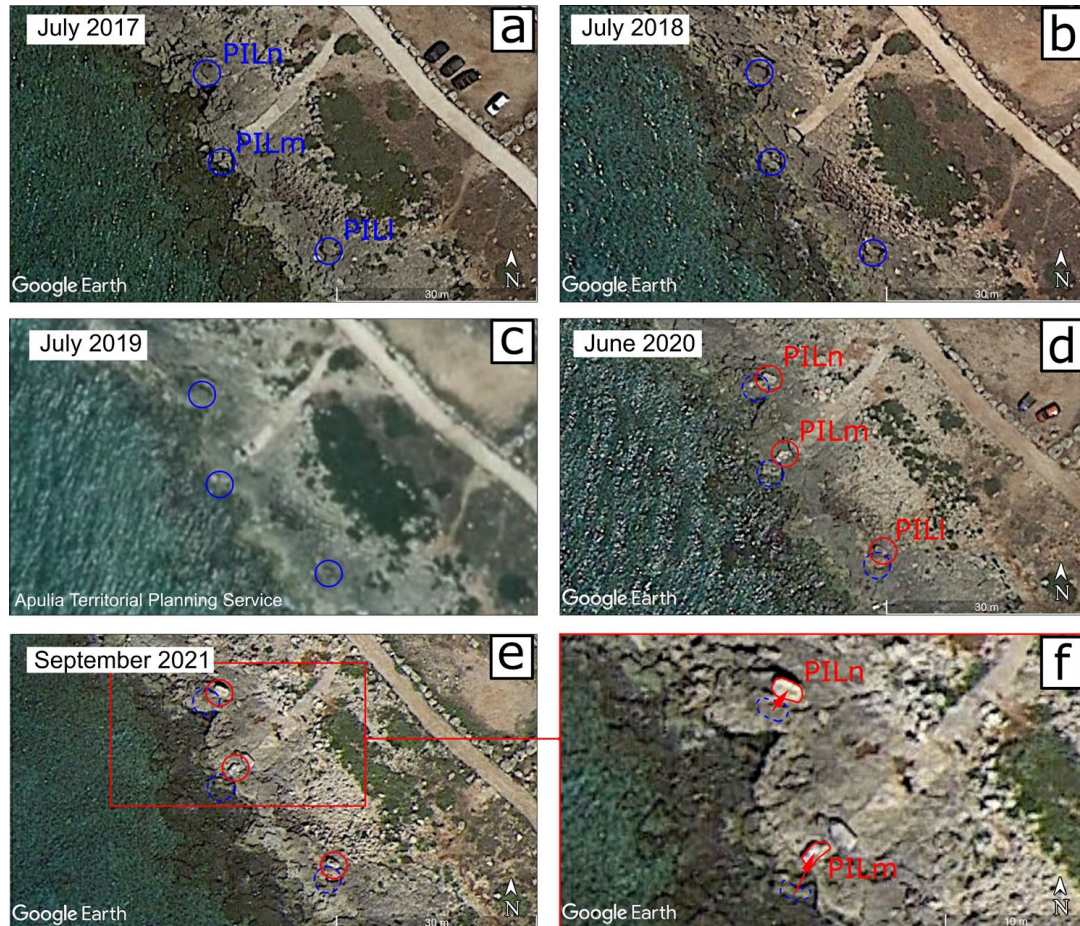 July 2017
a
PILn
PILm
PILl
Google Earth
30 m
N
July 2018
b
Google Earth
30 m
N
July 2019
c
Apulia Territorial Planning Service
June 2020
d
PILn
PILm
PILl
Google Earth
30 m
N
September 2021
e
Google Earth
30 m
N
f
PILn
PILm
Google Earth
10 m
N